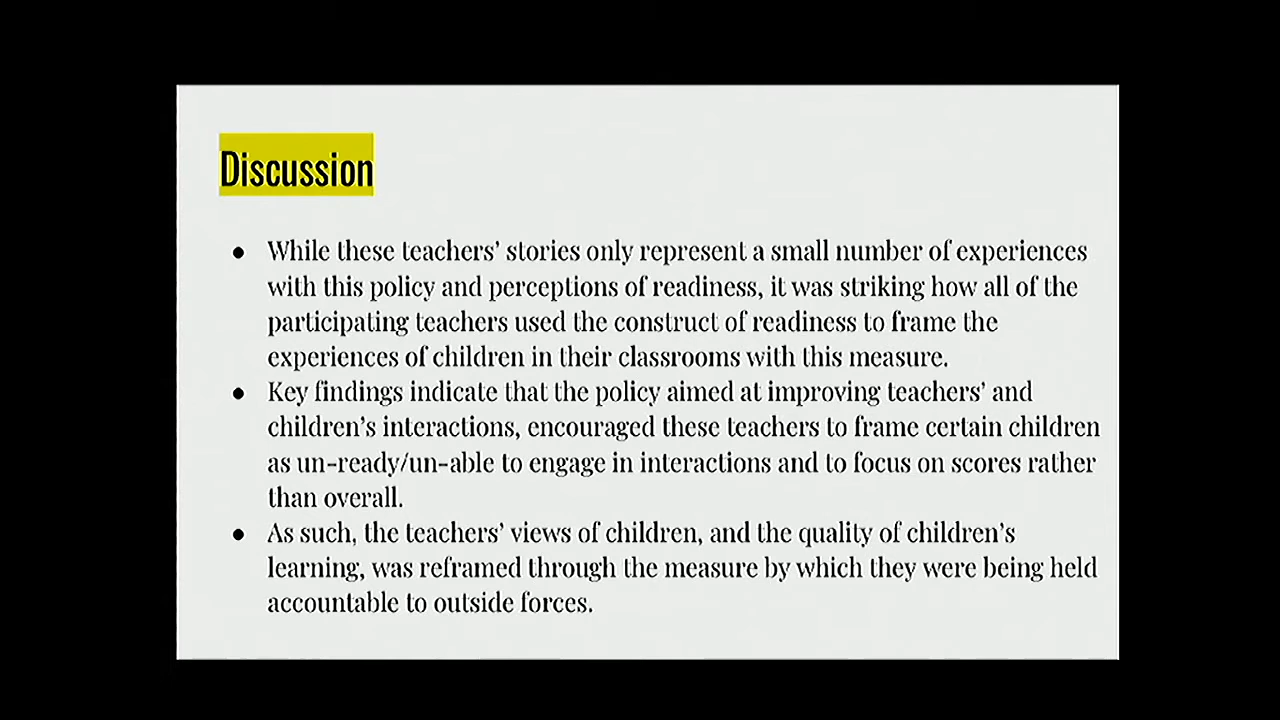 Discussion
● While these teachers’ stories only represent a small number of experiences
with this policy and perceptions of readiness, it was striking how all of the
participating teachers used the construct of readiness to frame the
experiences of children in their classrooms with this measure.
● Key findings indicate that the policy aimed at improving teachers’ and
children’s interactions, encouraged these teachers to frame certain children
as un-ready/un-able to engage in interactions and to focus on scores rather
than overall.
● As such, the teachers’ views of children, and the quality of children’s
learning, was reframed through the measure by which they were being held
accountable to outside forces.